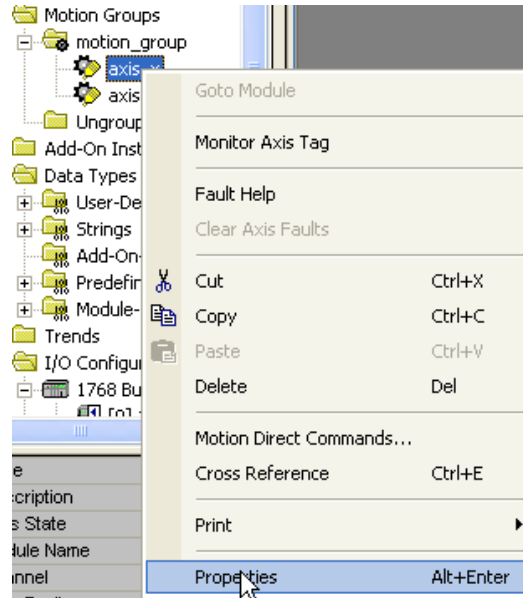 Motion Groups
motion_group
axis_x
axis
Ungroup
Add-On Inst
Data Types
User-De
Strings
Add-On-
Predefin
Module-
Trends
I/O Configur
1768 Bu
Goto Module
Monitor Axis Tag
Fault Help
Clear Axis Faults
Cut Ctrl+X
Copy Ctrl+C
Paste Ctrl+V
Delete Del
Motion Direct Commands...
Cross Reference Ctrl+E
Print
Properties Alt+Enter
e
cription
s State
dule Name
nnel